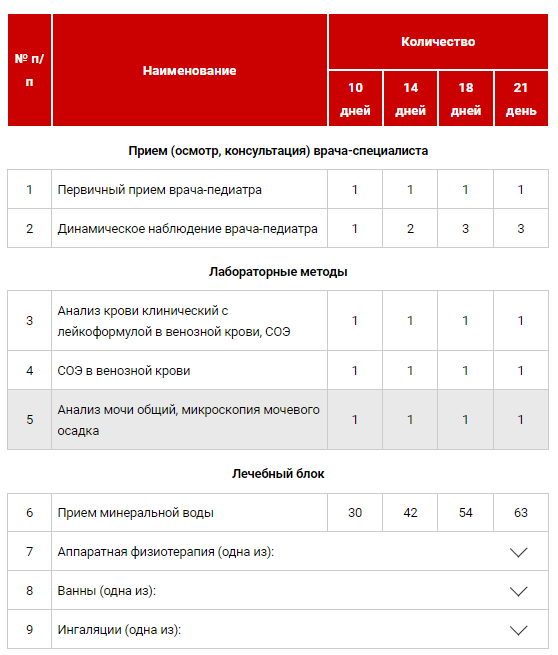 № п/
п
Наименование
Количество
10
дней
14
дней
18
дней
21
день
Прием (осмотр, консультация) врача-специалиста
1 Первичный прием врача-педиатра 1 1 1 1
2 Динамическое наблюдение врача-педиатра 1 2 3 3
Лабораторные методы
3 Анализ крови клинический с
лейкоформулой в венозной крови, СОЭ 1 1 1 1
4 СОЭ в венозной крови 1 1 1 1
5 Анализ мочи общий, микроскопия мочевого
осадка 1 1 1 1
Лечебный блок
6 Прием минеральной воды 30 42 54 63
7 Аппаратная физиотерапия (одна из):
8 Ванны (одна из):
9 Ингаляции (одна из):